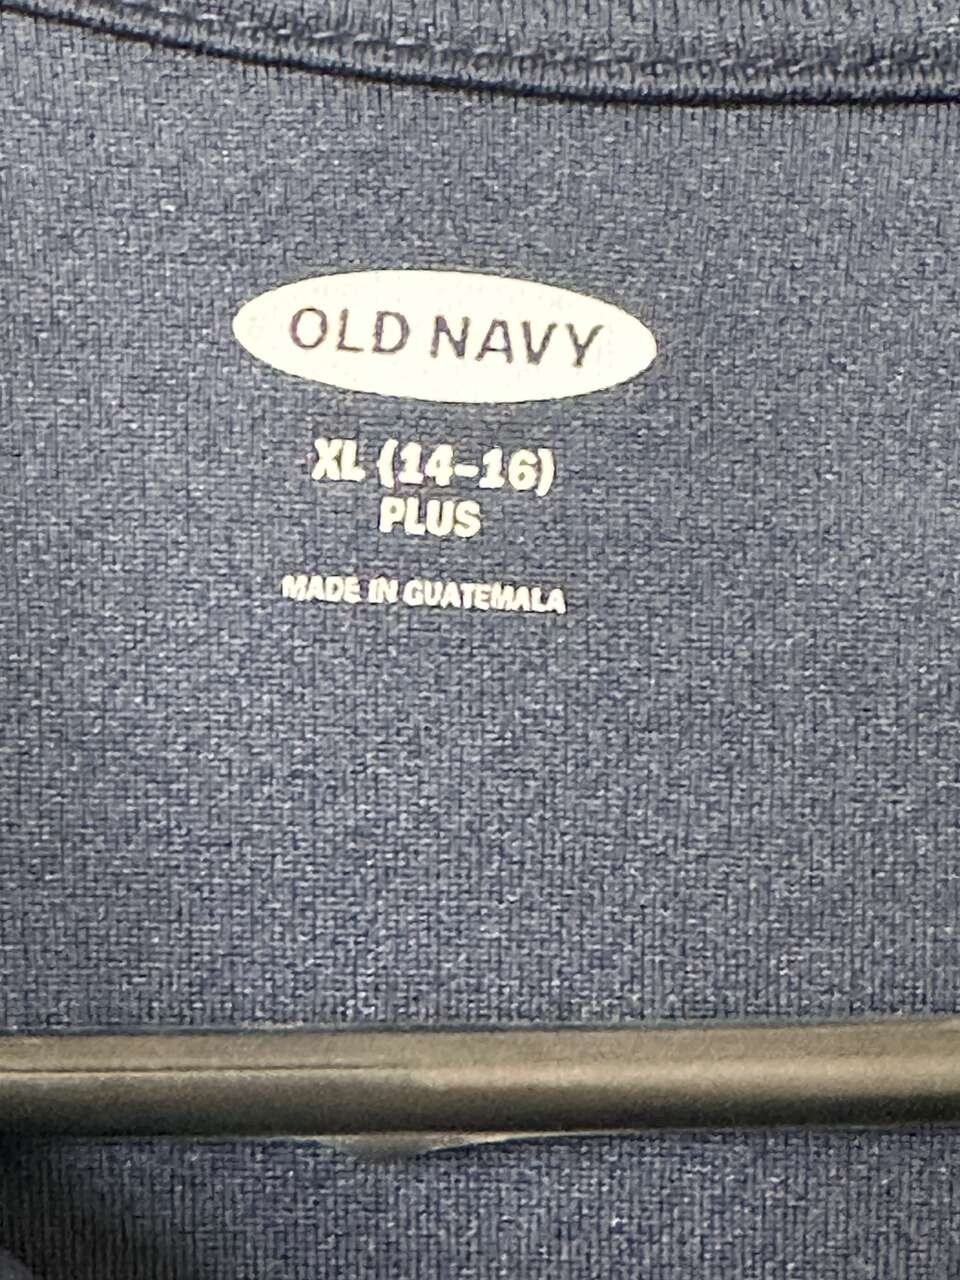 OLD NAVY
XL (14-16)
PLUS
MADE IN GUATEMALA